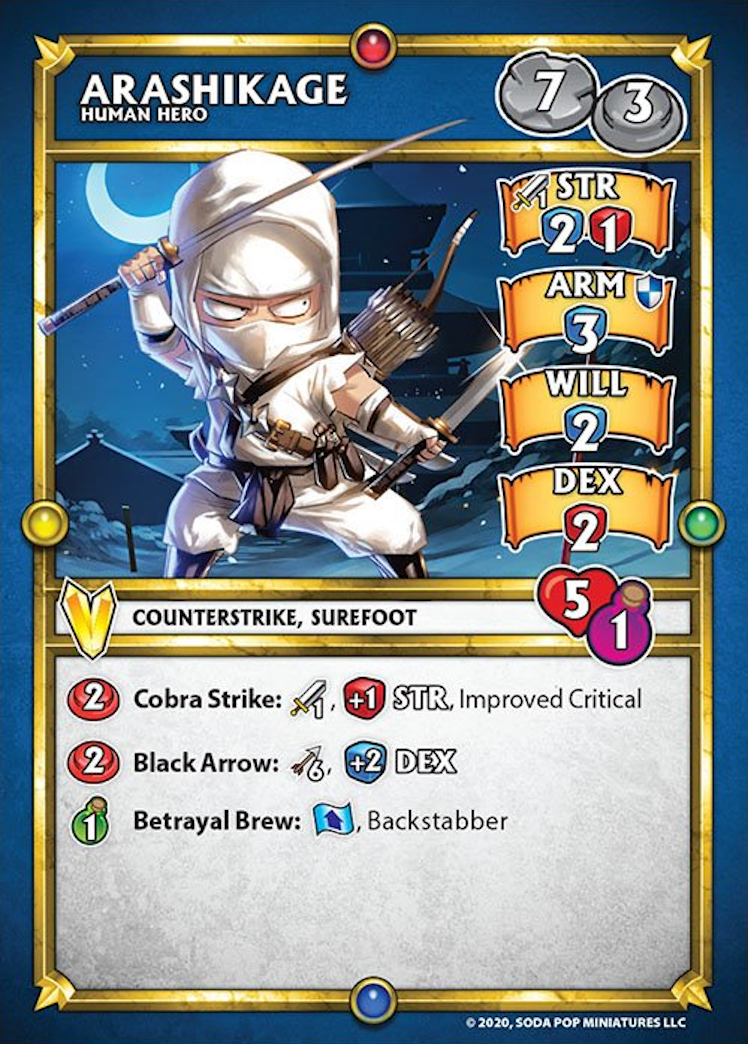 ARASHIKAGE
HUMAN HERO
7 3
1 STR
2 1
ARM
3
WILL
2
DEX
2
5
1
COUNTERSTRIKE, SUREFOOT
2 Cobra Strike: 1, +1 STR, Improved Critical
2 Black Arrow: 6, +2 DEX
1 Betrayal Brew: , Backstabber
© 2020, SODA POP MINIATURES LLC